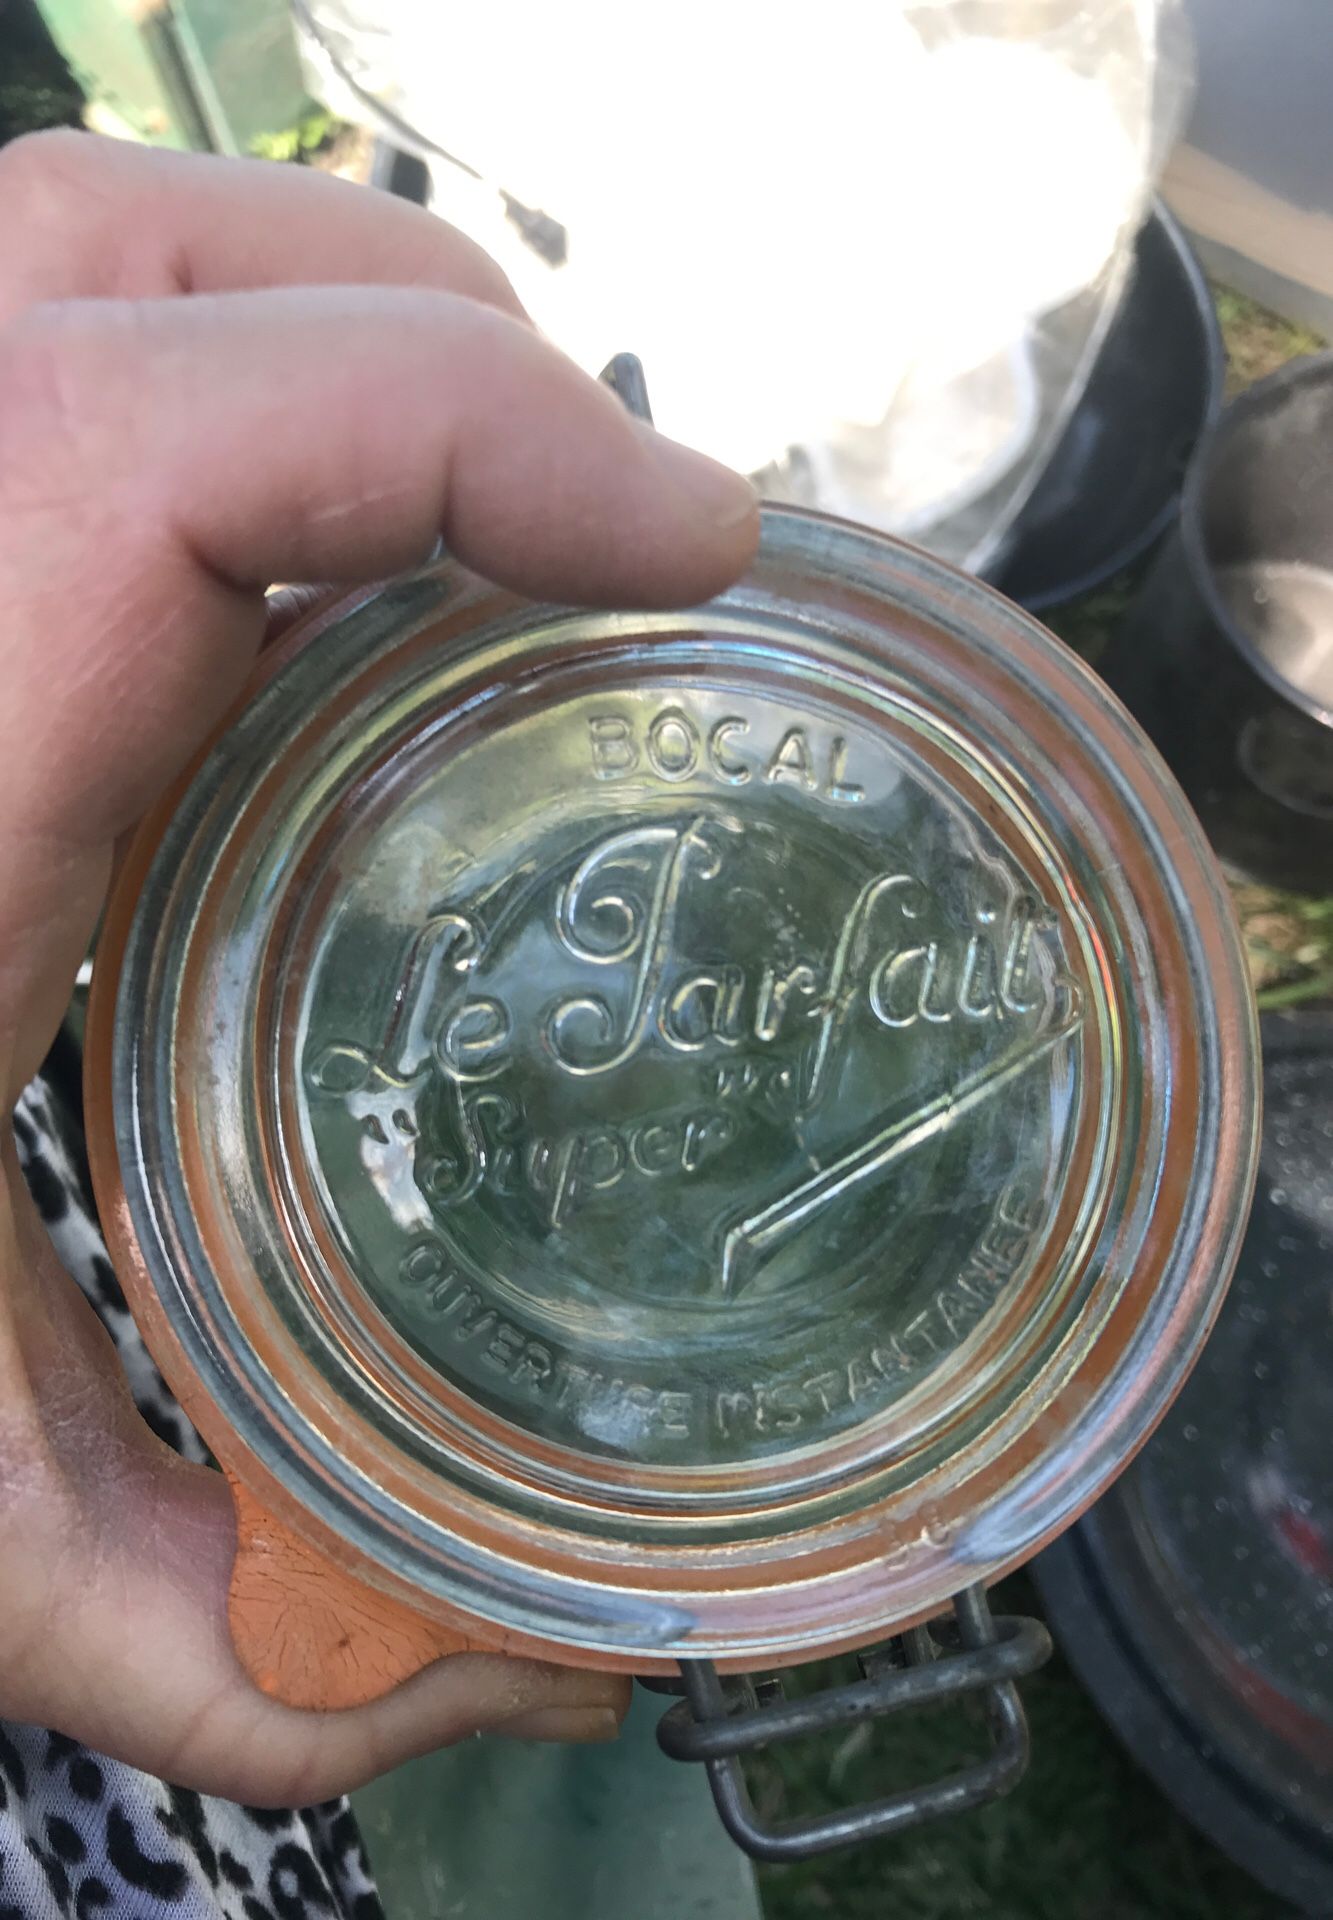 BOCAL
Le Parfait
"Super"
OUVERTURE INSTANTANEE